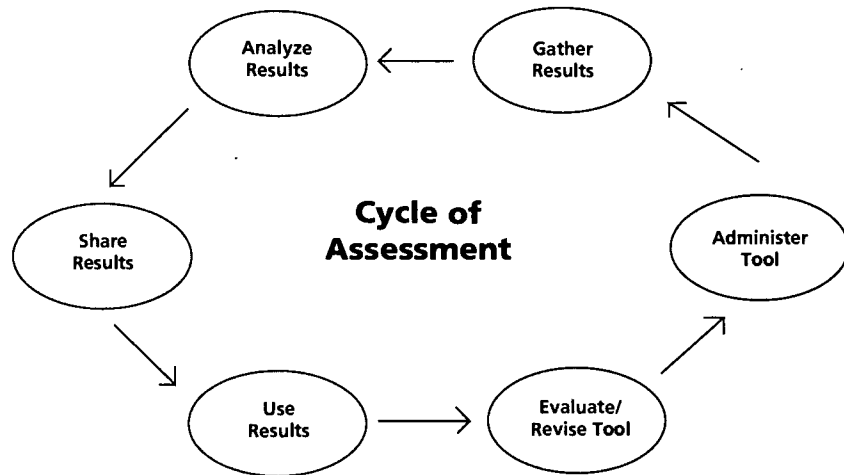 Analyze
Results
Gather
Results
Cycle of
Assessment
Share
Results
Administer
Tool
Use
Results
Evaluate/
Revise Tool